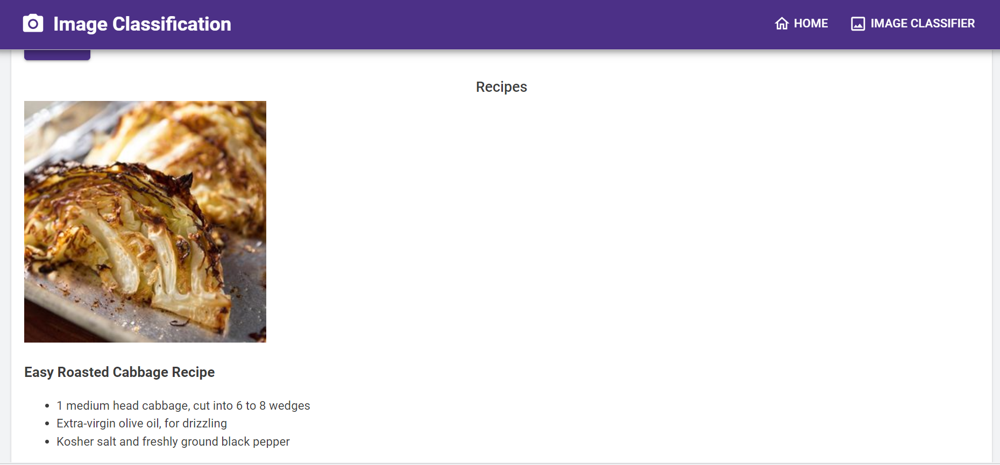 Image Classification
HOME
IMAGE CLASSIFIER
Recipes
Easy Roasted Cabbage Recipe
• 1 medium head cabbage, cut into 6 to 8 wedges
• Extra-virgin olive oil, for drizzling
• Kosher salt and freshly ground black pepper